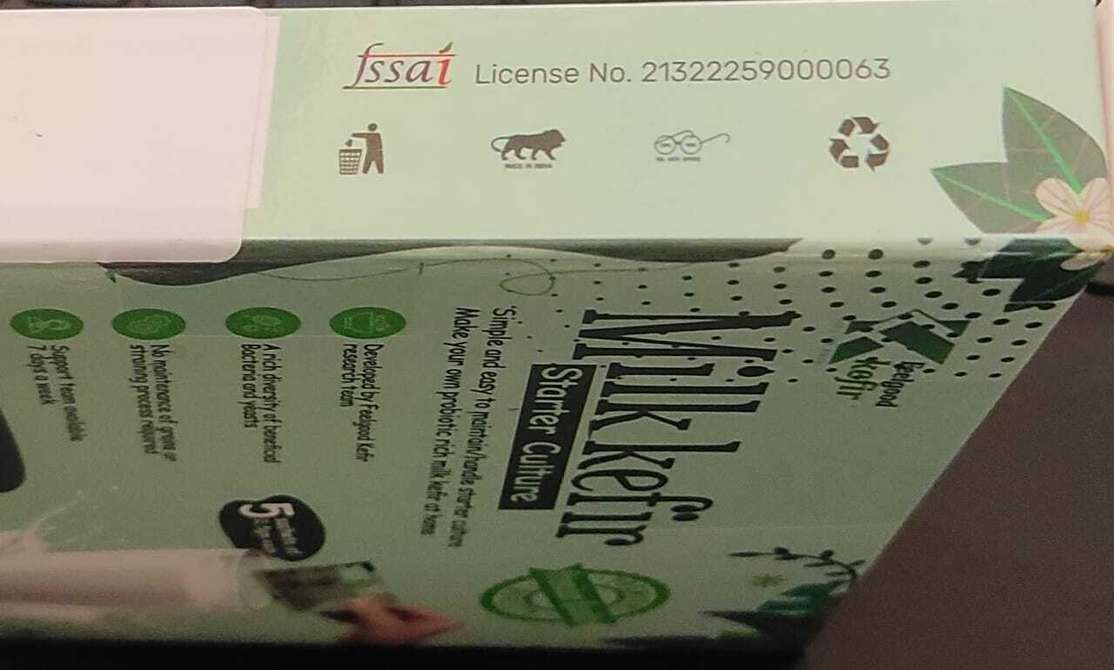 fssai License No. 21322259000063
MADE IN INDIA
feelgood
kefir
Milk kefir
Starter Culture
Simple and easy to maintain/handle starter culture
Make your own probiotic rich milk kefir at home
Developed by Feelgood Kefir
research team
A rich diversity of beneficial
Bacteria and yeasts
No maintenance of grains or
straining process required
Support team available
7 days a week
5